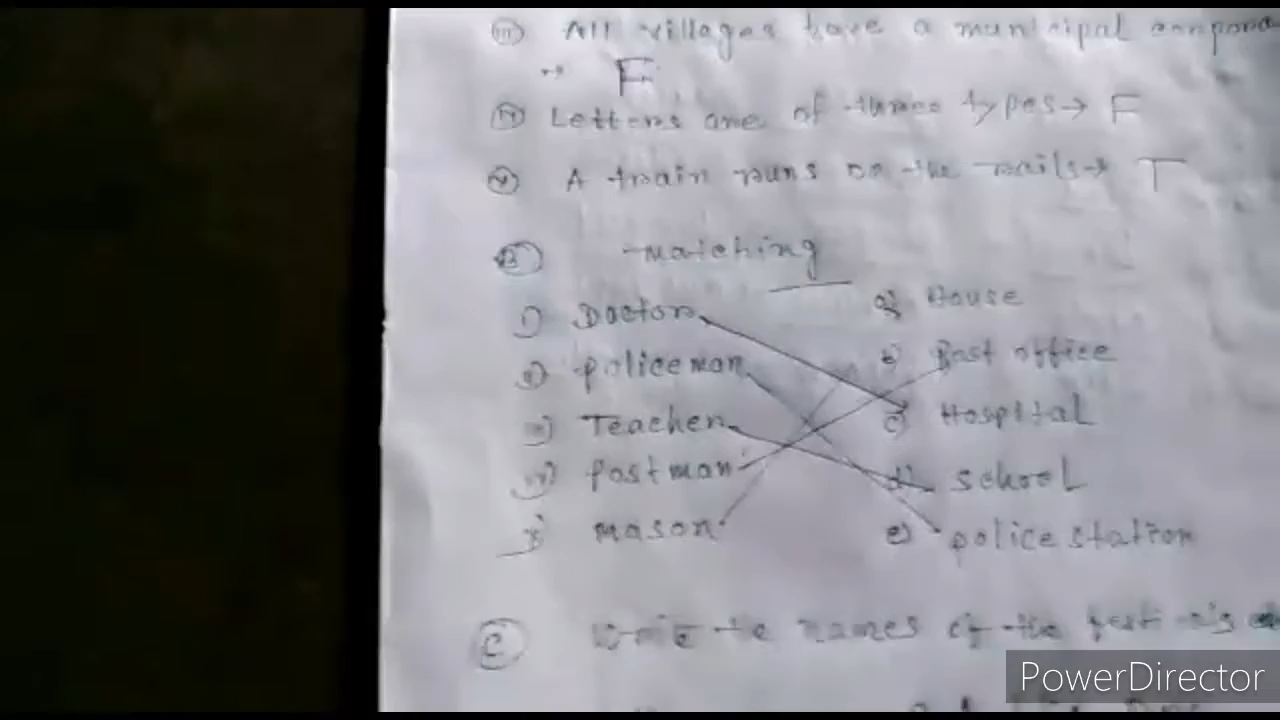 iii) All villages have a municipal
→ F
iv) Letters are of three types → F
v) A train runs on the rails → T
B matching
i) Doctor a) House
ii) policeman b) Post office
iii) Teacher c) Hospital
iv) postman d) school
v) mason e) police station
C Write the names of the
PowerDirector